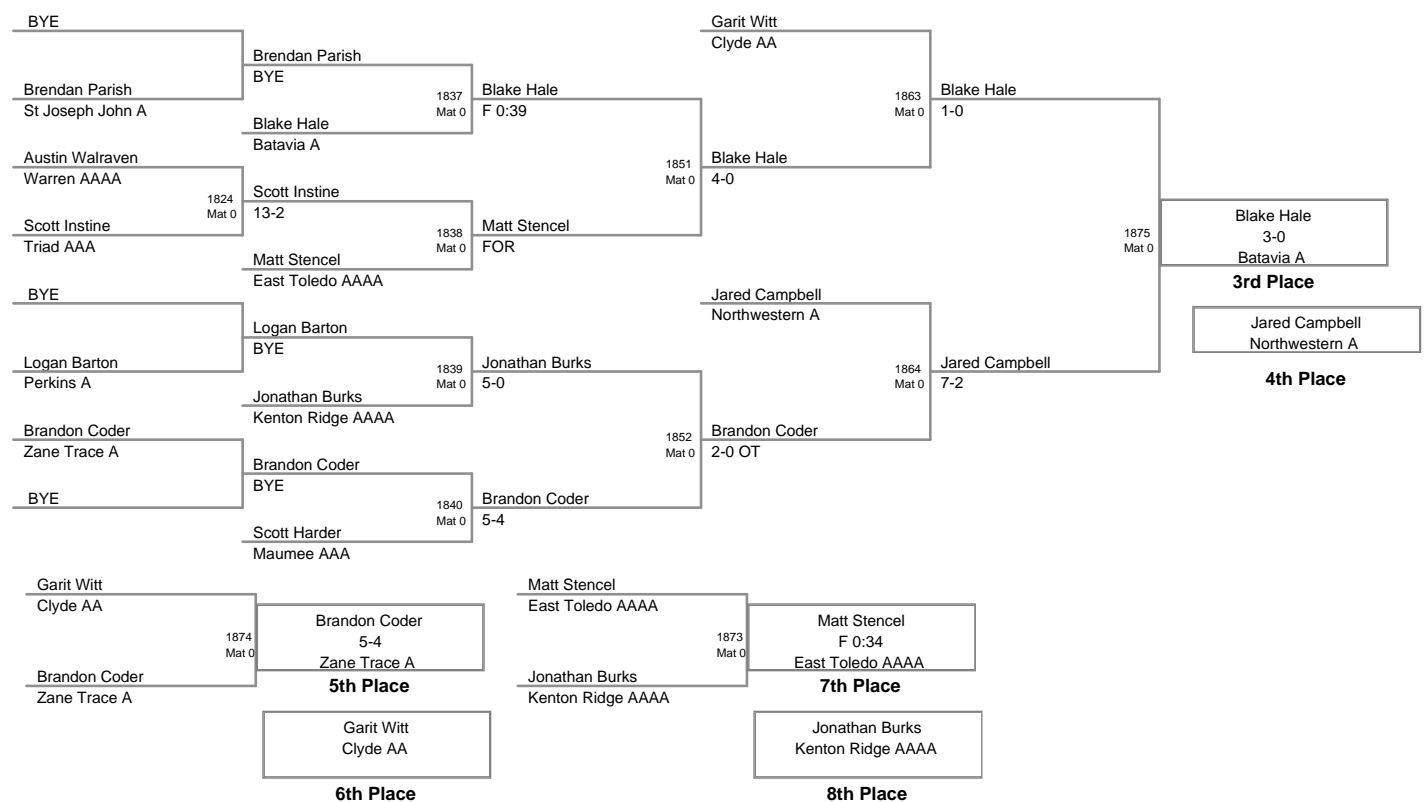 BYE
Brendan Parish
St Joseph John A
Austin Walraven
Warren AAAA
Scott Instine
Triad AAA
BYE
Logan Barton
Perkins A
Brandon Coder
Zane Trace A
BYE
Brendan Parish
BYE
Blake Hale
Batavia A
1824
Mat 0
Scott Instine
13-2
Matt Stencel
East Toledo AAAA
Logan Barton
BYE
Jonathan Burks
Kenton Ridge AAAA
Brandon Coder
BYE
Scott Harder
Maumee AAA
1837
Mat 0
Blake Hale
F 0:39
1838
Mat 0
Matt Stencel
FOR
1839
Mat 0
Jonathan Burks
5-0
1840
Mat 0
Brandon Coder
5-4
Garit Witt
Clyde AA
1851
Mat 0
Blake Hale
4-0
Jared Campbell
Northwestern A
1852
Mat 0
Brandon Coder
2-0 OT
1863
Mat 0
Blake Hale
1-0
1864
Mat 0
Jared Campbell
7-2
1875
Mat 0
Blake Hale
3-0
Batavia A
3rd Place
Jared Campbell
Northwestern A
4th Place
Garit Witt
Clyde AA
1874
Mat 0
Brandon Coder
Zane Trace A
Brandon Coder
5-4
Zane Trace A
5th Place
Garit Witt
Clyde AA
6th Place
Matt Stencel
East Toledo AAAA
1873
Mat 0
Jonathan Burks
Kenton Ridge AAAA
Matt Stencel
F 0:34
East Toledo AAAA
7th Place
Jonathan Burks
Kenton Ridge AAAA
8th Place